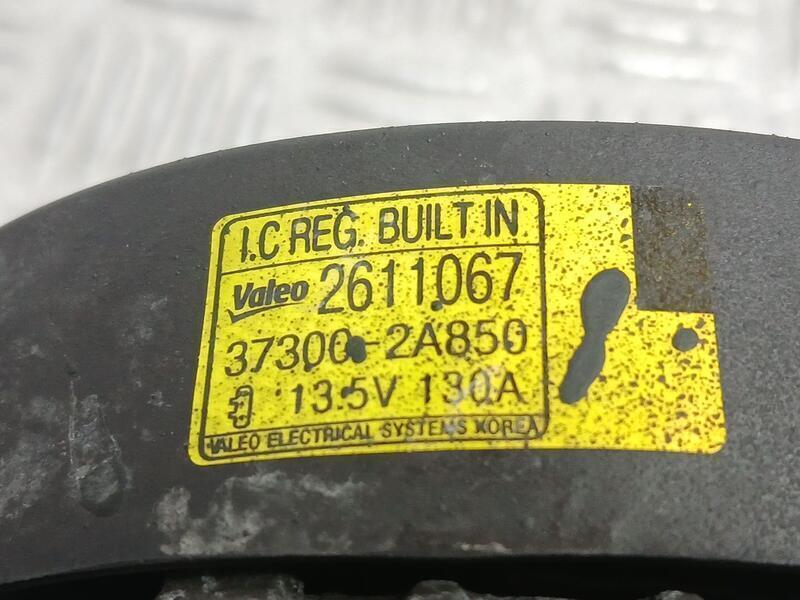 I.C REG. BUILT IN
Valeo 2611067
37300-2A850
13.5V 130A
VALEO ELECTRICAL SYSTEMS KOREA